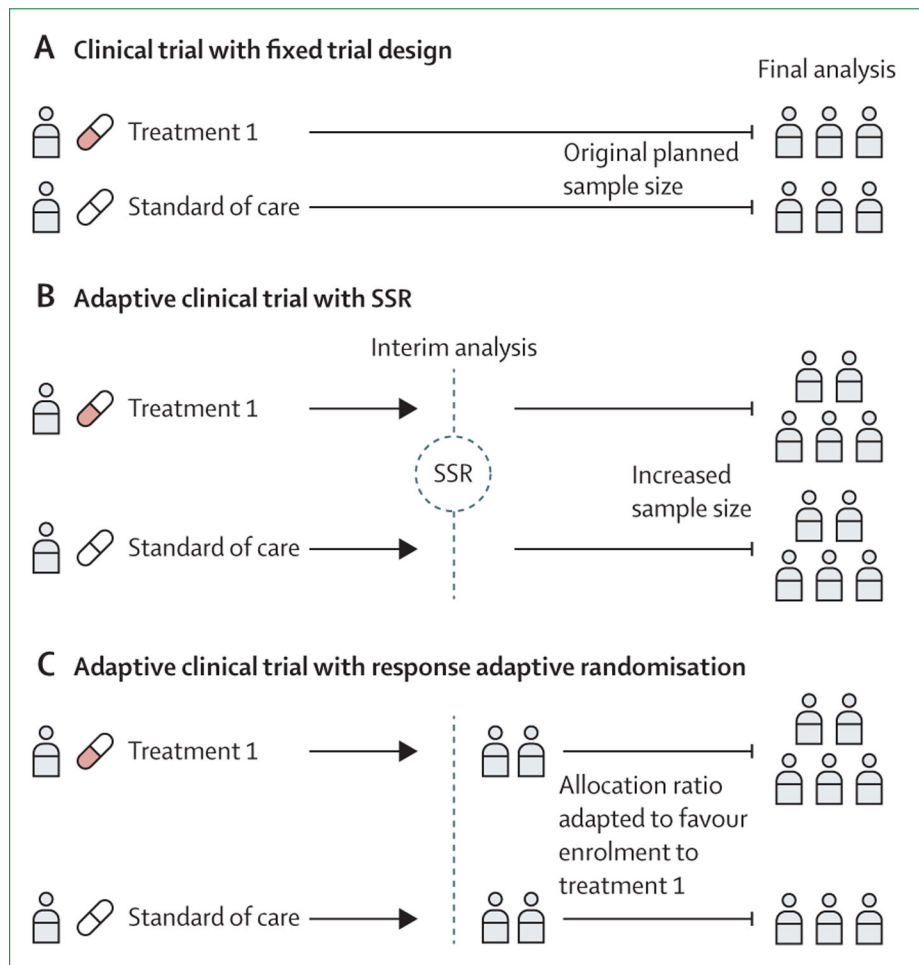 A Clinical trial with fixed trial design
Final analysis
Treatment 1
Original planned
sample size
Standard of care
B Adaptive clinical trial with SSR
Interim analysis
Treatment 1
SSR
Increased
sample size
Standard of care
C Adaptive clinical trial with response adaptive randomisation
Treatment 1
Allocation ratio
adapted to favour
enrolment to
treatment 1
Standard of care